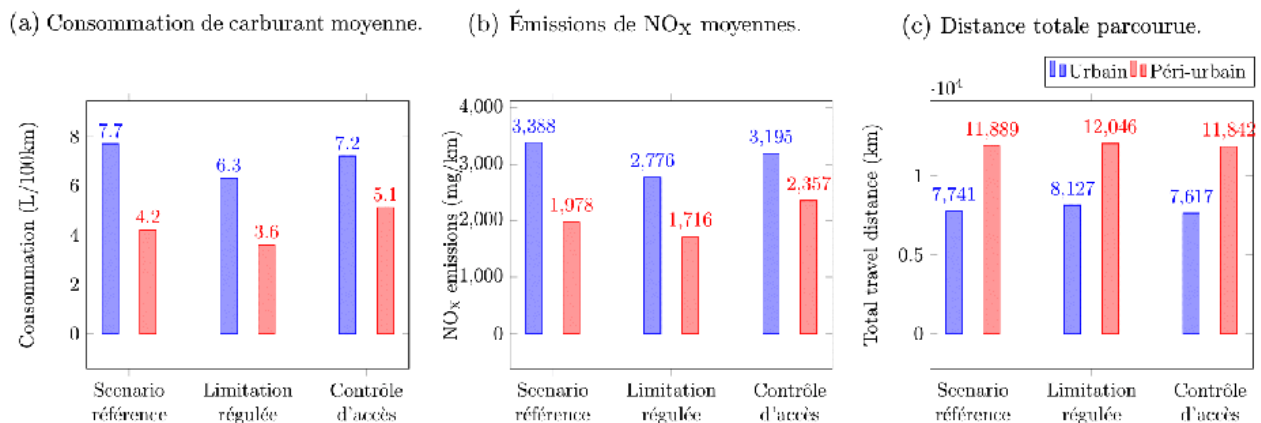 (a) Consommation de carburant moyenne.
(b) Émissions de NOX moyennes.
(c) Distance totale parcourue.
Consommation (L/100km)
8
6
4
2
0
7.7
4.2
6.3
3.6
7.2
5.1
Scenario
référence
Limitation
régulée
Contrôle
d'accès
NOX emissions (mg/km)
4,000
3,000
2,000
1,000
0
3,388
1,978
2,776
1,716
3,195
2,357
Scenario
référence
Limitation
régulée
Contrôle
d'accès
Urbain Péri-urbain
·10⁴
Total travel distance (km)
1
0.5
0
7,741
11,889
8,127
12,046
7,617
11,842
Scenario
référence
Limitation
régulée
Contrôle
d'accès